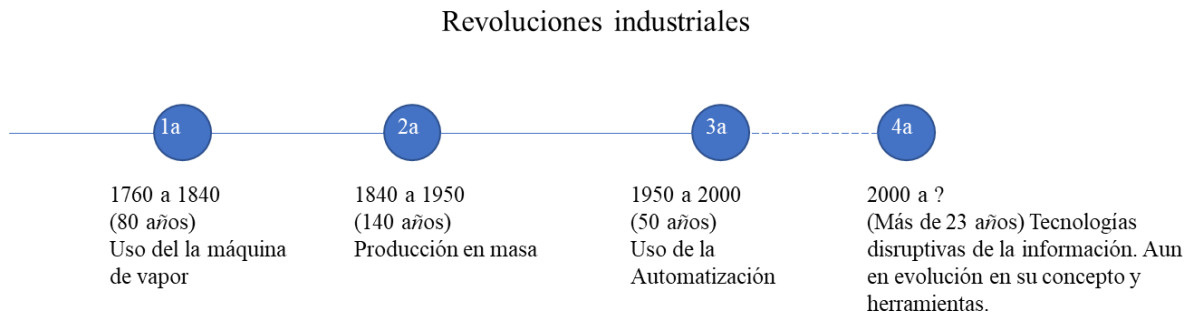 Revoluciones industriales
1a
2a
3a
4a
1760 a 1840
(80 años)
Uso del la máquina
de vapor
1840 a 1950
(140 años)
Producción en masa
1950 a 2000
(50 años)
Uso de la
Automatización
2000 a ?
(Más de 23 años) Tecnologías
disruptivas de la información. Aun
en evolución en su concepto y
herramientas.